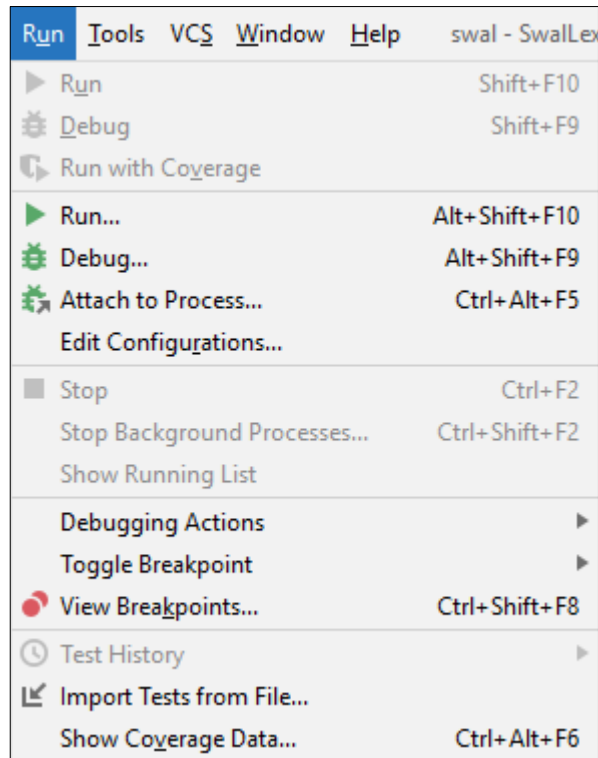 Run Tools VCS Window Help swal - SwalLex
Run Shift+F10
Debug Shift+F9
Run with Coverage
Run... Alt+Shift+F10
Debug... Alt+Shift+F9
Attach to Process... Ctrl+Alt+F5
Edit Configurations...
Stop Ctrl+F2
Stop Background Processes... Ctrl+Shift+F2
Show Running List
Debugging Actions
Toggle Breakpoint
View Breakpoints... Ctrl+Shift+F8
Test History
Import Tests from File...
Show Coverage Data... Ctrl+Alt+F6